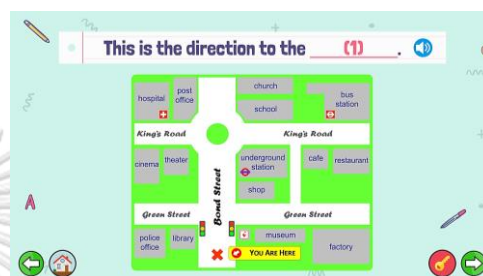 This is the direction to the (1) .
hospital
post
office
church
school
bus
station
King's Road
King's Road
cinema
theater
underground
station
cafe
restaurant
shop
Bond Street
Green Street
Green Street
police
office
library
museum
factory
YOU ARE HERE
A